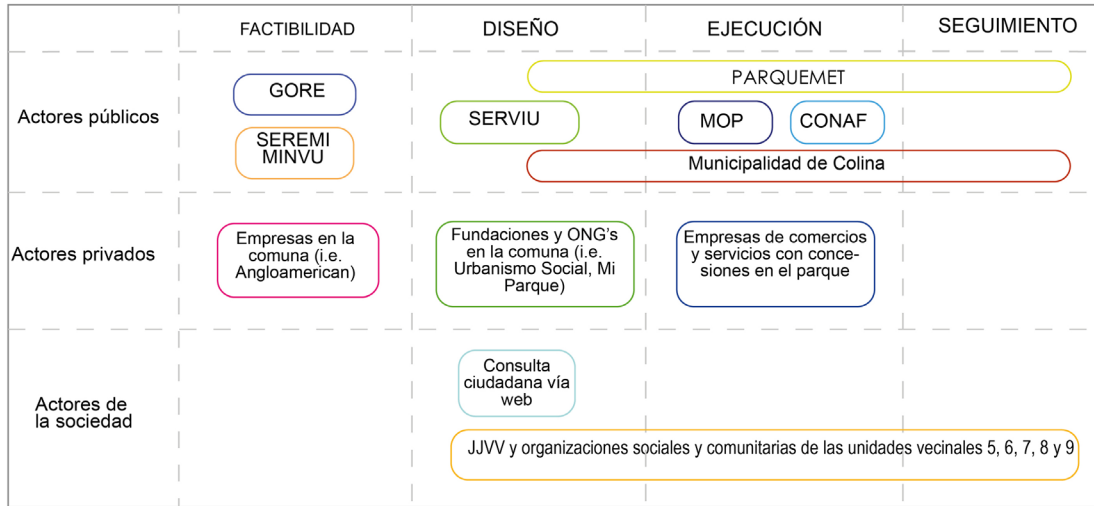 FACTIBILIDAD
DISEÑO
EJECUCIÓN
SEGUIMIENTO
Actores públicos
GORE
SEREMI
MINVU
SERVIU
PARQUEMET
MOP
CONAF
Municipalidad de Colina
Actores privados
Empresas en la
comuna (i.e.
Angloamerican)
Fundaciones y ONG's
en la comuna (i.e.
Urbanismo Social, Mi
Parque)
Empresas de comercios
y servicios con conce-
siones en el parque
Actores de
la sociedad
Consulta
ciudadana vía
web
JJVV y organizaciones sociales y comunitarias de las unidades vecinales 5, 6, 7, 8 y 9